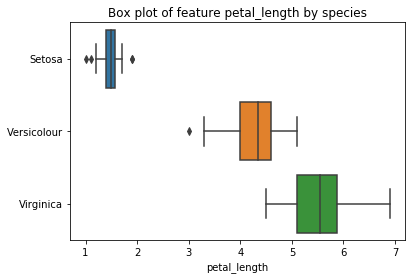 Box plot of feature petal_length by species
Setosa
Versicolour
Virginica
1 2 3 4 5 6 7
petal_length